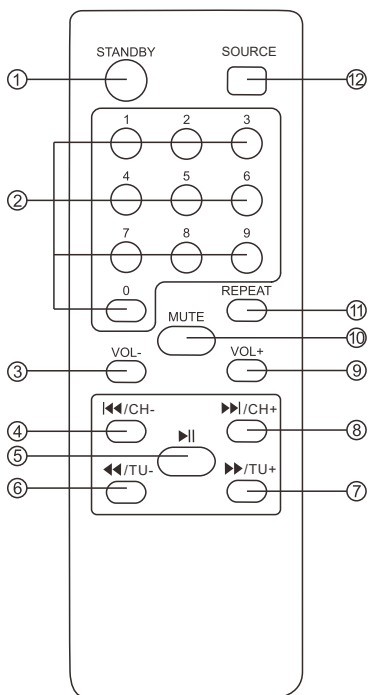 STANDBY SOURCE
① ⑫
1 2 3
4 5 6
②
7 8 9
0 REPEAT
⑪
MUTE
⑩
VOL- VOL+
③ ⑨
⏮/CH- ⏭/CH+
④ ⑧
⏯
⑤
⏪/TU- ⏩/TU+
⑥ ⑦